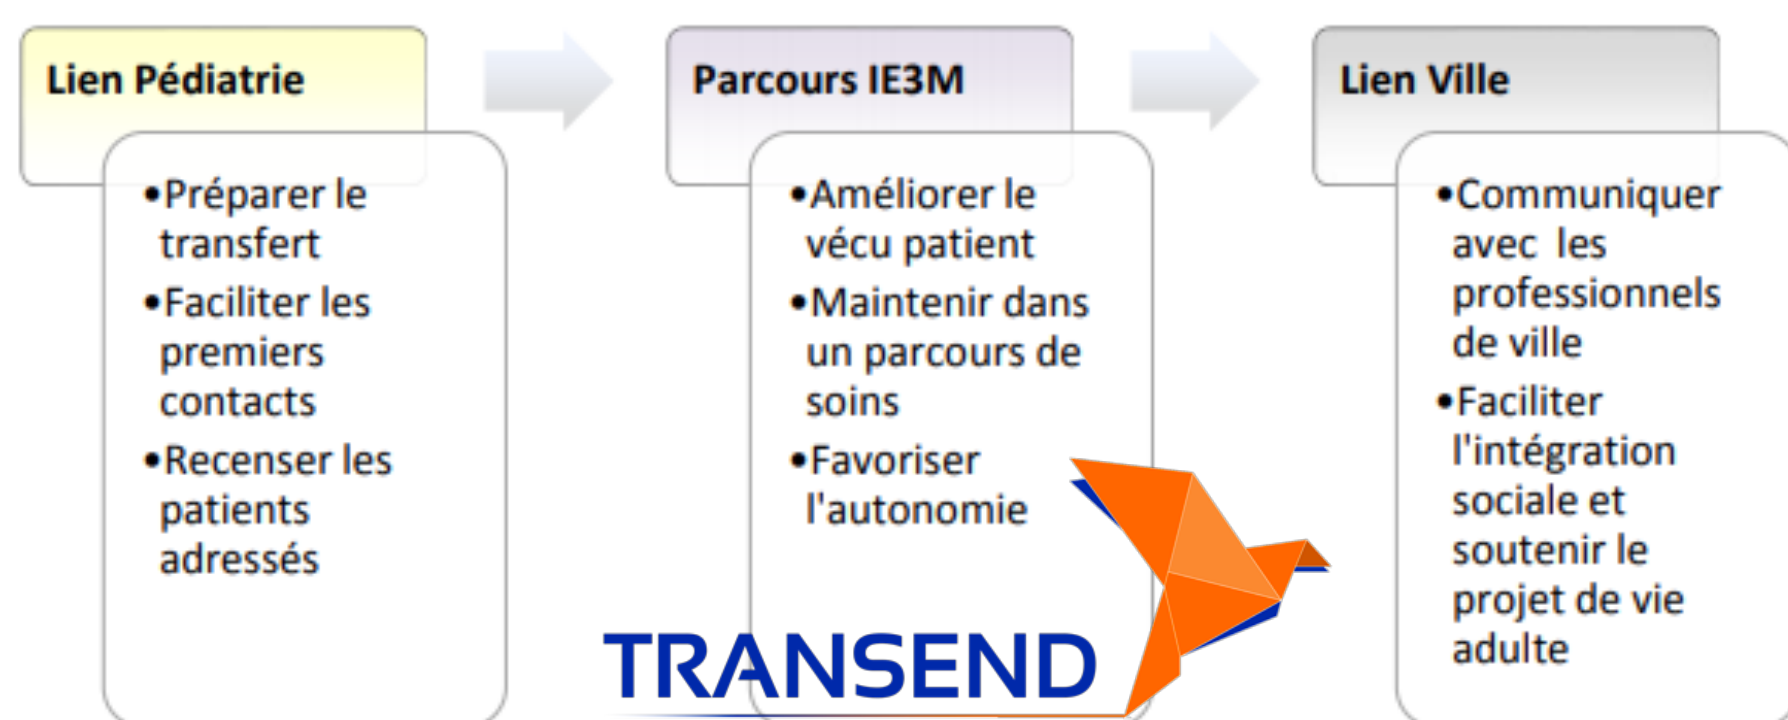 Lien Pédiatrie
•Préparer le
transfert
•Faciliter les
premiers
contacts
•Recenser les
patients
adressés
Parcours IE3M
•Améliorer le
vécu patient
•Maintenir dans
un parcours de
soins
•Favoriser
l'autonomie
Lien Ville
•Communiquer
avec les
professionnels
de ville
•Faciliter
l'intégration
sociale et
soutenir le
projet de vie
adulte
TRANSEND